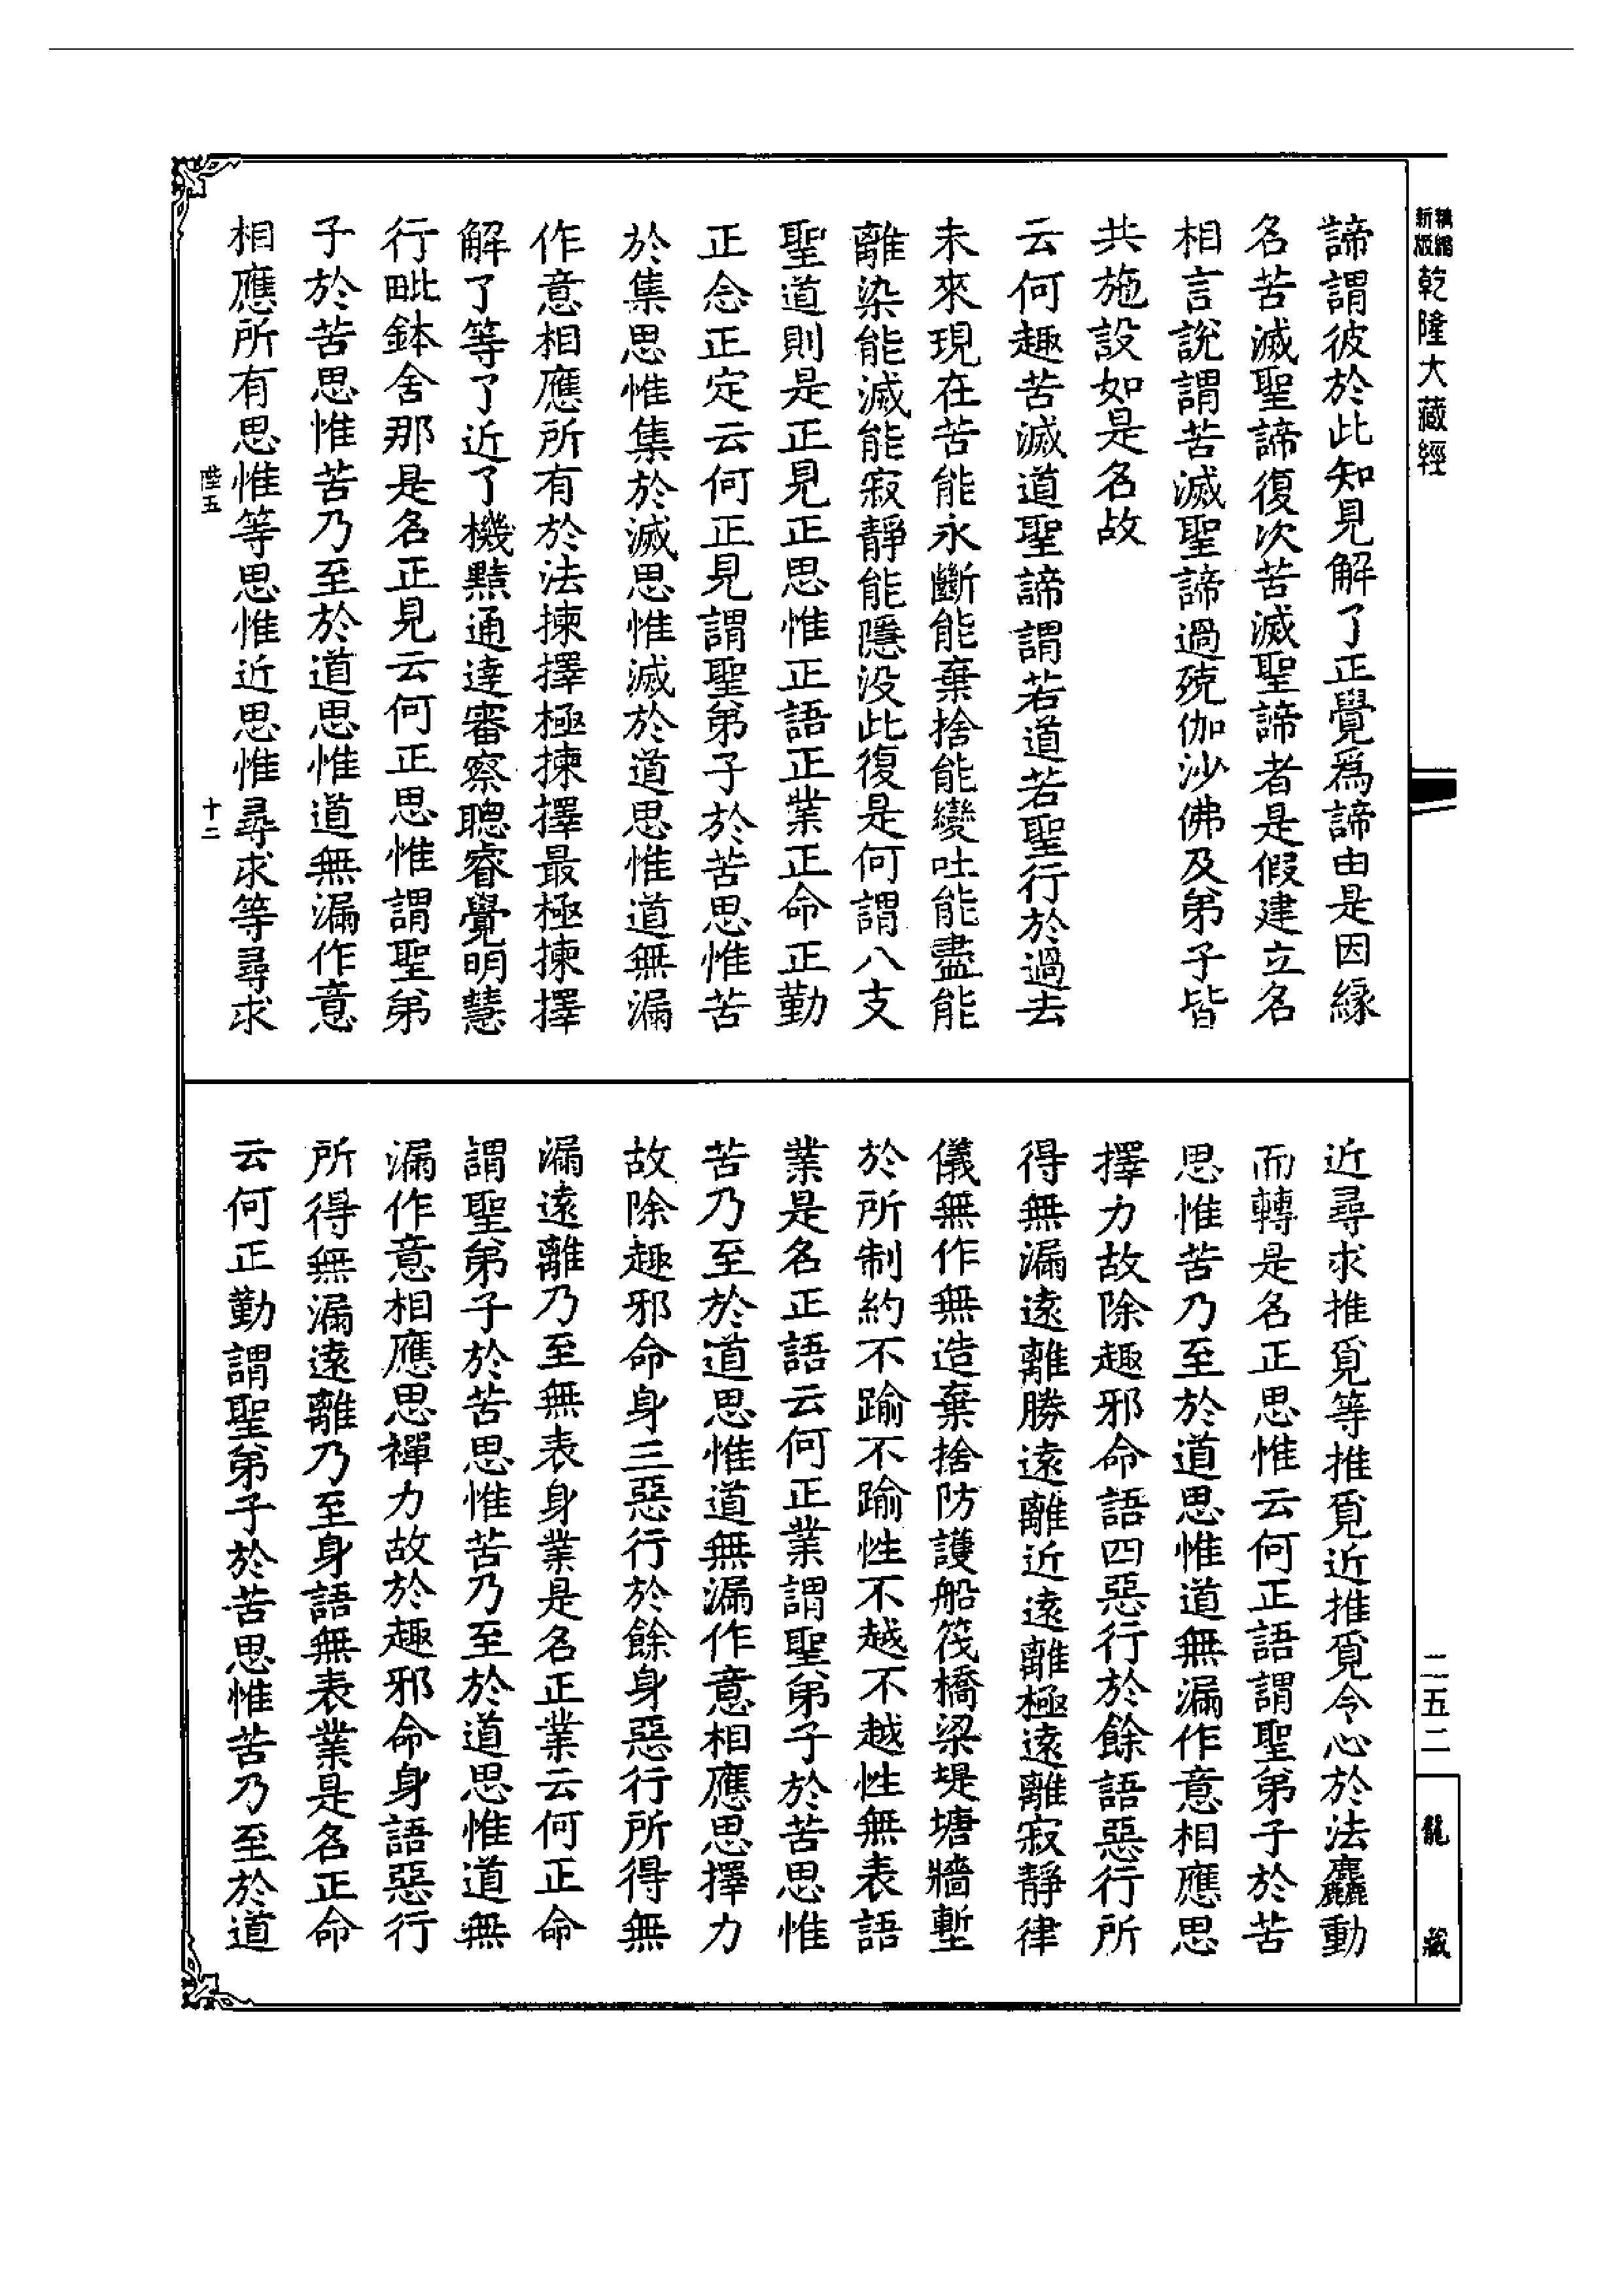 精縮新版乾隆大藏經
諦謂彼於此知見解了正覺爲諦由是因緣
名苦滅聖諦復次苦滅聖諦者是假建立名
相言說謂苦滅聖諦過殑伽沙佛及弟子皆
共施設如是名故
云何趣苦滅道聖諦謂若道若聖行於過去
未來現在苦能永斷能棄捨能變吐能盡能
離染能滅能寂靜能隱没此復是何謂八支
聖道則是正見正思惟正語正業正命正勤
正念正定云何正見謂聖弟子於苦思惟苦
於集思惟集於滅思惟滅於道思惟道無漏
作意相應所有於法揀擇極揀擇最極揀擇
解了等了近了機黠通達審察聰睿覺明慧
行毗鉢舍那是名正見云何正思惟謂聖弟
子於苦思惟苦乃至於道思惟道無漏作意
相應所有思惟等思惟近思惟尋求等尋求
陛五
十二
近尋求推覓等推覓近推覓令心於法麤動
而轉是名正思惟云何正語謂聖弟子於苦
思惟苦乃至於道思惟道無漏作意相應思
擇力故除趣邪命語四惡行於餘語惡行所
得無漏遠離勝遠離近遠離極遠離寂靜律
儀無作無造棄捨防護船筏橋梁堤塘牆塹
於所制約不踰不踰性不越不越性無表語
業是名正語云何正業謂聖弟子於苦思惟
苦乃至於道思惟道無漏作意相應思擇力
故除趣邪命身三惡行於餘身惡行所得無
漏遠離乃至無表身業是名正業云何正命
謂聖弟子於苦思惟苦乃至於道思惟道無
漏作意相應思禪力故於趣邪命身語惡行
所得無漏遠離乃至身語無表業是名正命
云何正勤謂聖弟子於苦思惟苦乃至於道
二五二
龍藏